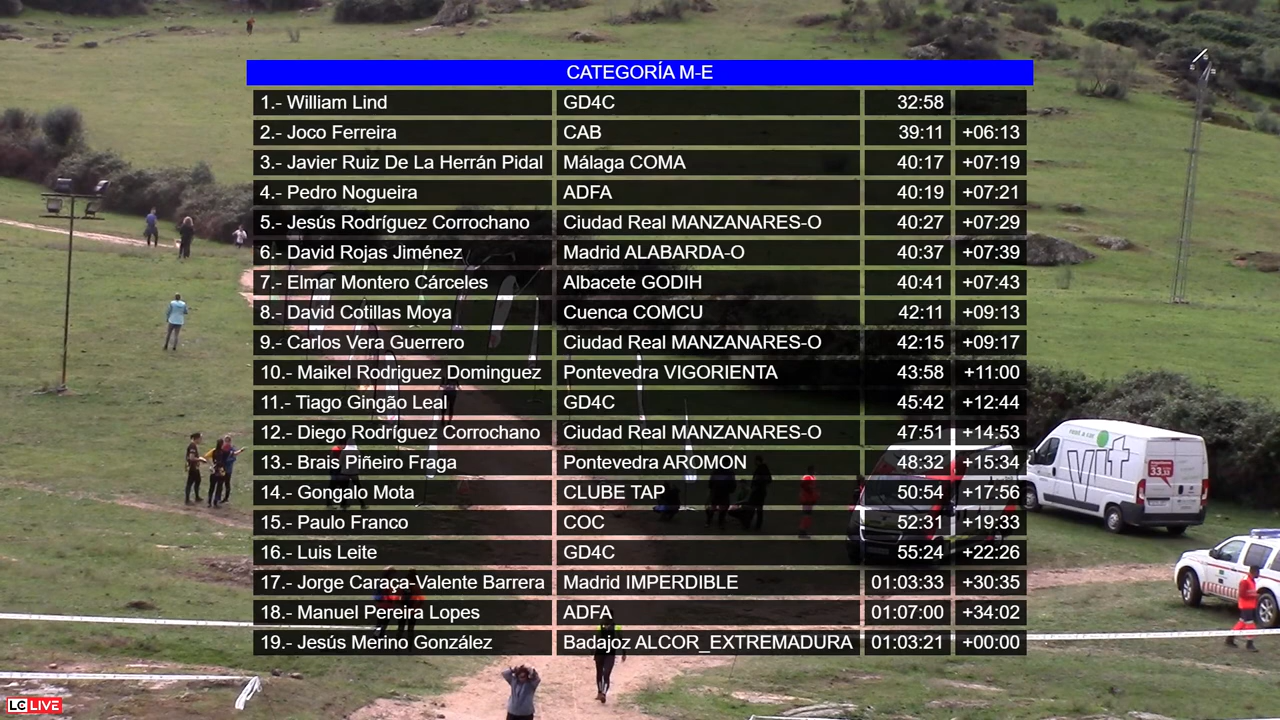 CATEGORÍA M-E
1.- William Lind GD4C 32:58
2.- Joco Ferreira CAB 39:11 +06:13
3.- Javier Ruiz De La Herrán Pidal Málaga COMA 40:17 +07:19
4.- Pedro Nogueira ADFA 40:19 +07:21
5.- Jesús Rodríguez Corrochano Ciudad Real MANZANARES-O 40:27 +07:29
6.- David Rojas Jiménez Madrid ALABARDA-O 40:37 +07:39
7.- Elmar Montero Cárceles Albacete GODIH 40:41 +07:43
8.- David Cotillas Moya Cuenca COMCU 42:11 +09:13
9.- Carlos Vera Guerrero Ciudad Real MANZANARES-O 42:15 +09:17
10.- Maikel Rodriguez Dominguez Pontevedra VIGORIENTA 43:58 +11:00
11.- Tiago Gingão Leal GD4C 45:42 +12:44
12.- Diego Rodríguez Corrochano Ciudad Real MANZANARES-O 47:51 +14:53
13.- Brais Piñeiro Fraga Pontevedra AROMON 48:32 +15:34
14.- Gongalo Mota CLUBE TAP 50:54 +17:56
15.- Paulo Franco COC 52:31 +19:33
16.- Luis Leite GD4C 55:24 +22:26
17.- Jorge Caraça-Valente Barrera Madrid IMPERDIBLE 01:03:33 +30:35
18.- Manuel Pereira Lopes ADFA 01:07:00 +34:02
19.- Jesús Merino González Badajoz ALCOR_EXTREMADURA 01:03:21 +00:00
rent a car
vit
33,33
LC LIVE